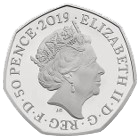 ELIZABETH II · D · G · REG · F · D · 50 PENCE · 2019